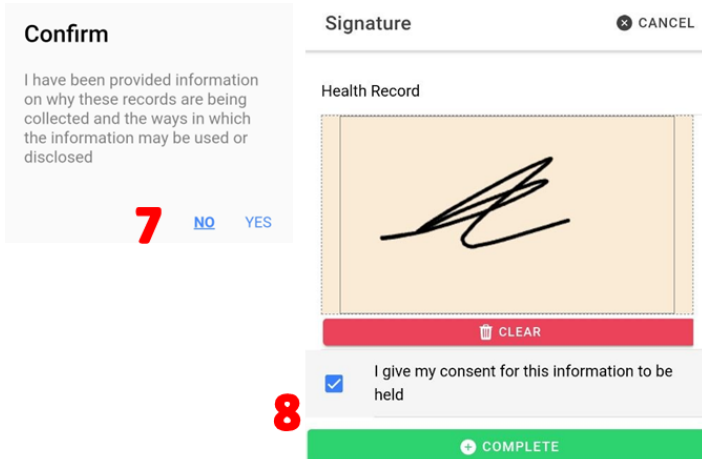 Confirm
I have been provided information
on why these records are being
collected and the ways in which
the information may be used or
disclosed
7
NO YES
Signature CANCEL
Health Record
CLEAR
I give my consent for this information to be
held
8
COMPLETE